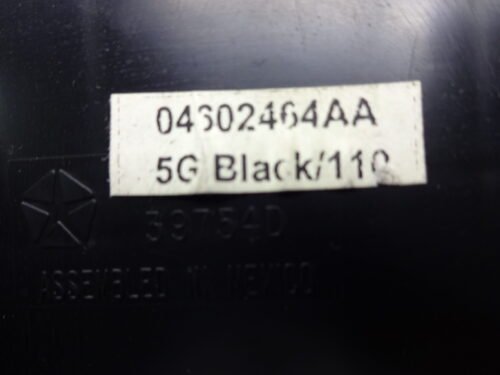 04602464AA
5G Black/110
39754D
ASSEMBLED IN MEXICO